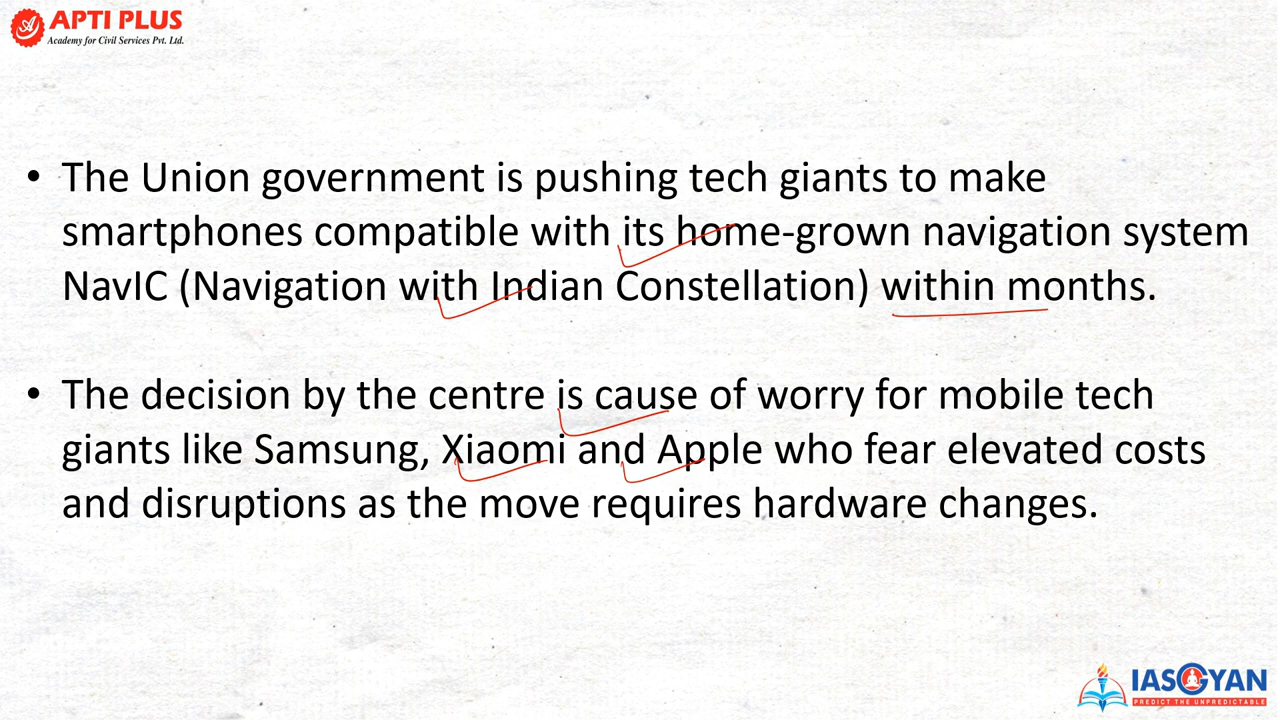 APTI PLUS
Academy for Civil Services Pvt. Ltd.
• The Union government is pushing tech giants to make
smartphones compatible with its home-grown navigation system
NavIC (Navigation with Indian Constellation) within months.
• The decision by the centre is cause of worry for mobile tech
giants like Samsung, Xiaomi and Apple who fear elevated costs
and disruptions as the move requires hardware changes.
IASGYAN
PREDICT THE UNPREDICTABLE